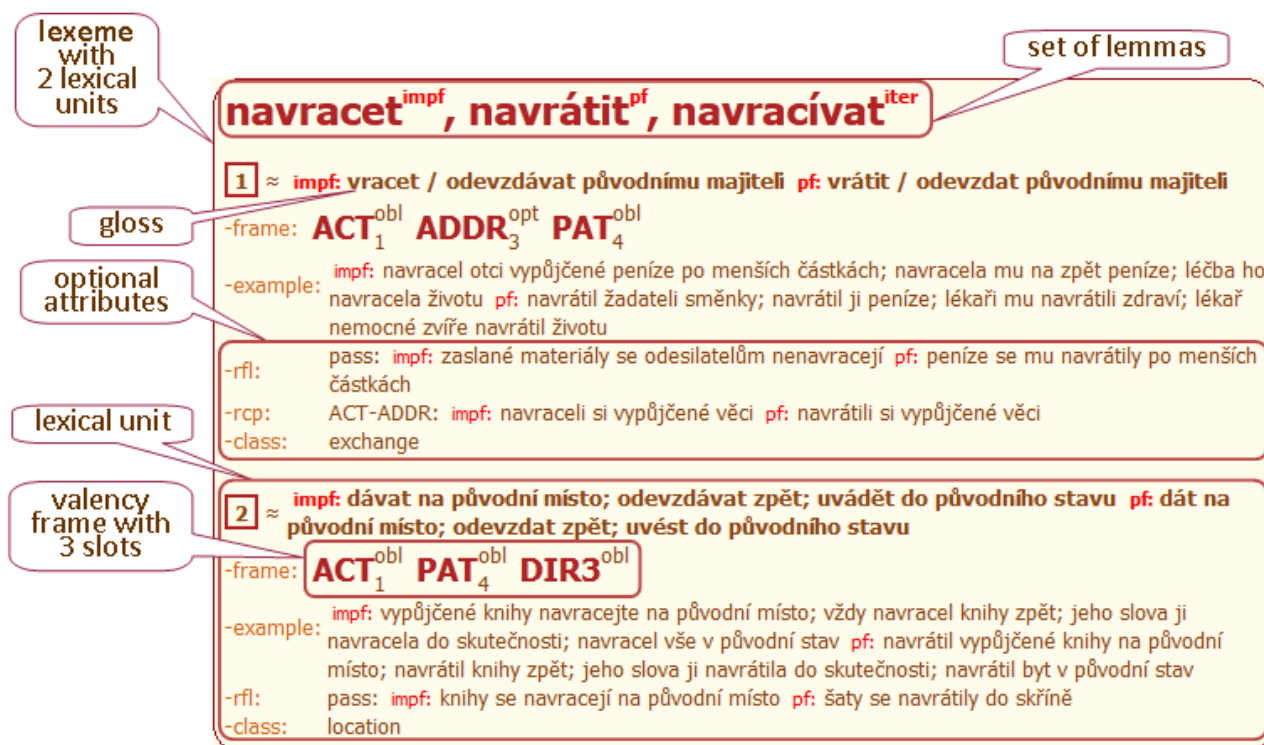 lexeme
with
2 lexical
units
set of lemmas
navracet^impf, navrátit^pf, navracívat^iter
1 ≈ impf: vracet / odevzdávat původnímu majiteli pf: vrátit / odevzdat původnímu majiteli
gloss
-frame: ACT_1^obl ADDR_3^opt PAT_4^obl
optional
attributes
-example: impf: navracel otci vypůjčené peníze po menších částkách; navracela mu na zpět peníze; léčba ho
navracela životu pf: navrátil žadateli směnky; navrátil ji peníze; lékaři mu navrátili zdraví; lékař
nemocné zvíře navrátil životu
-rfl: pass: impf: zaslané materiály se odesilatelům nenavracejí pf: peníze se mu navrátily po menších
částkách
-rcp: ACT-ADDR: impf: navraceli si vypůjčené věci pf: navrátili si vypůjčené věci
-class: exchange
lexical unit
2 ≈ impf: dávat na původní místo; odevzdávat zpět; uvádět do původního stavu pf: dát na
původní místo; odevzdat zpět; uvést do původního stavu
valency
frame with
3 slots
-frame: ACT_1^obl PAT_4^obl DIR3^obl
-example: impf: vypůjčené knihy navracejte na původní místo; vždy navracel knihy zpět; jeho slova ji
navracela do skutečnosti; navracel vše v původní stav pf: navrátil vypůjčené knihy na původní
místo; navrátil knihy zpět; jeho slova ji navrátila do skutečnosti; navrátil byt v původní stav
-rfl: pass: impf: knihy se navracejí na původní místo pf: šaty se navrátily do skříně
-class: location